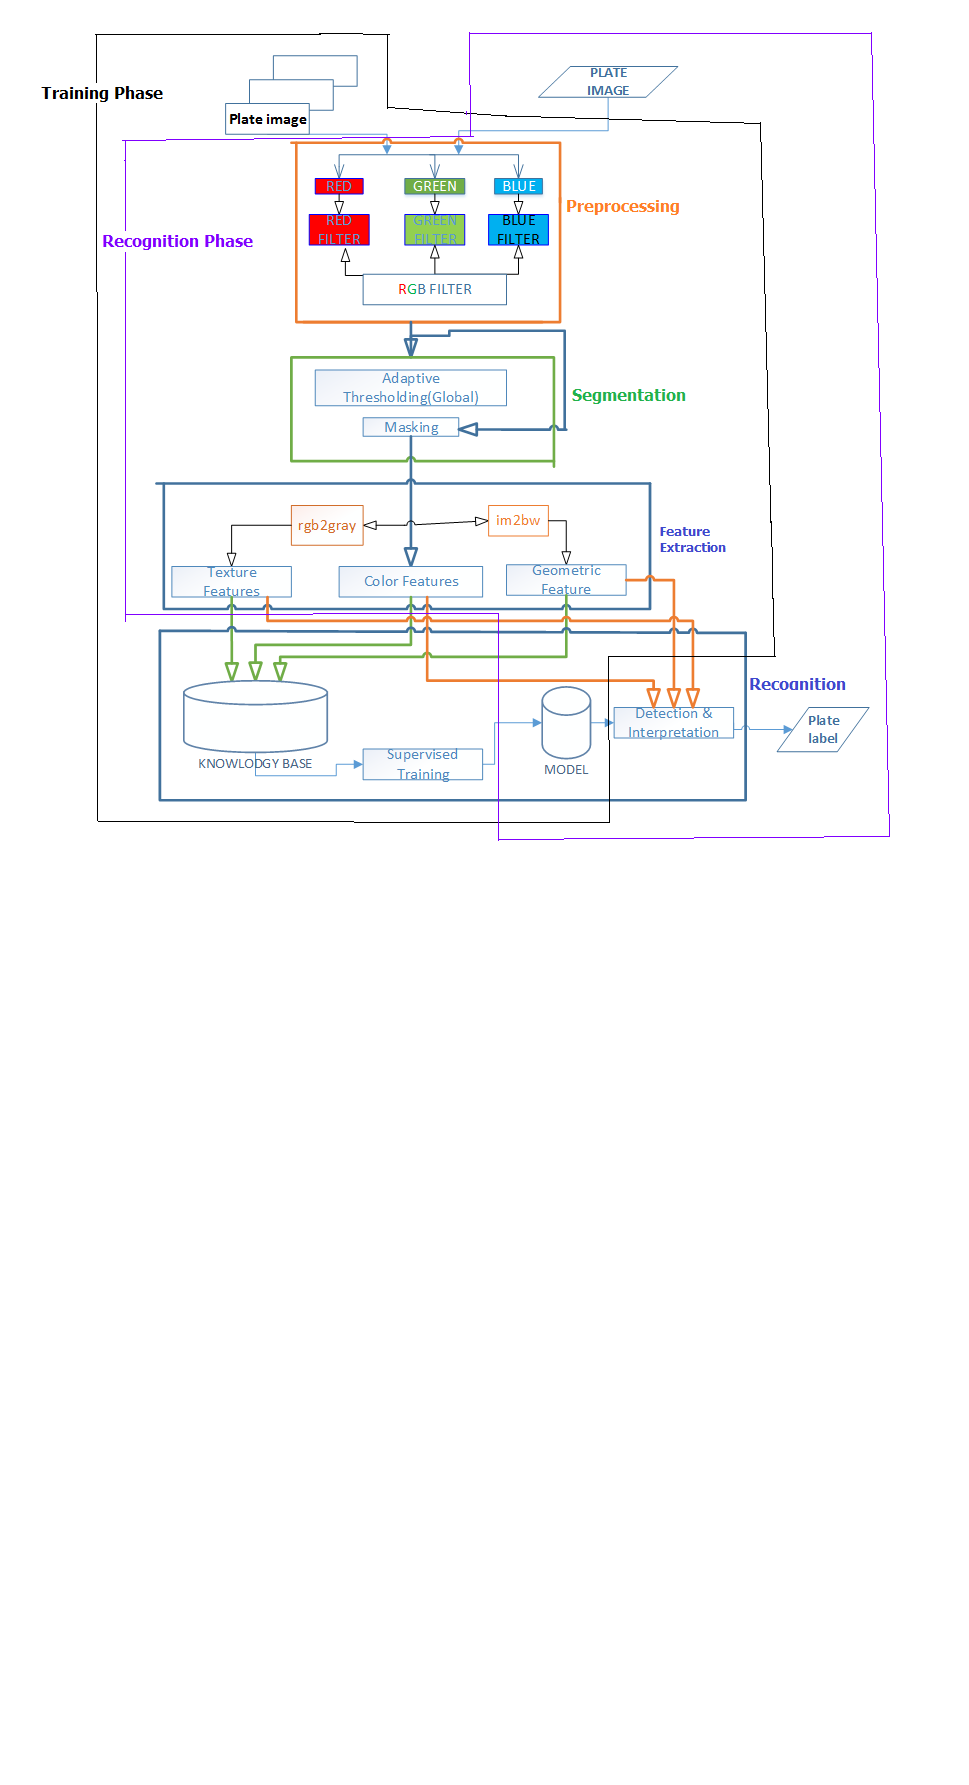 PLATE
IMAGE
Training Phase
Plate image
RED
GREEN
BLUE
Preprocessing
RED
FILTER
GREEN
FILTER
BLUE
FILTER
Recognition Phase
RGB FILTER
Adaptive
Thresholding(Global)
Segmentation
Masking
rgb2gray
im2bw
Feature
Extraction
Texture
Features
Color Features
Geometric
Feature
Recognition
Detection &
Interpretation
Plate
label
KNOWLODGY BASE
Supervised
Training
MODEL